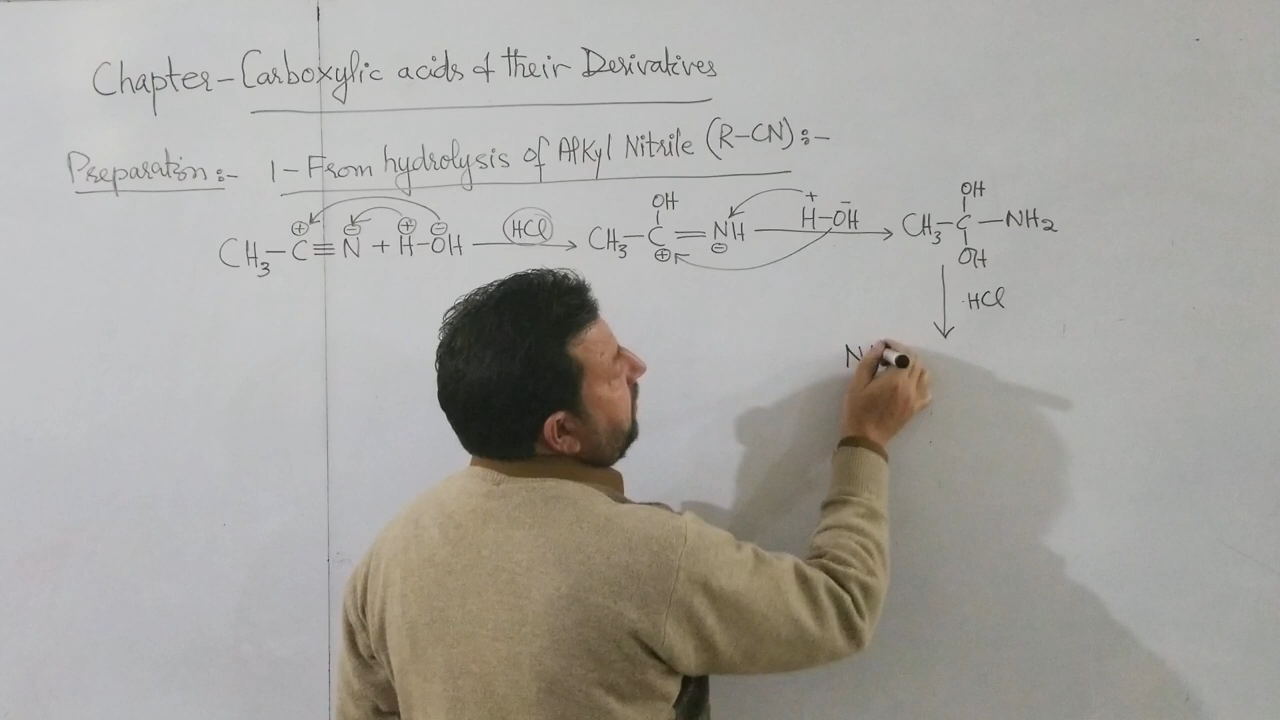 Chapter - Carboxylic acids & their Derivatives
Preparation :- 1 - From hydrolysis of Alkyl Nitrile (R-CN) :-
OH + OH
⊕ ⊖ ⊕ ⊖ HCl H-ŌH
CH₃-C≡N + H-OH → CH₃-C=NH → CH₃-C-NH₂
⊕ ⊖ OH
HCl
N